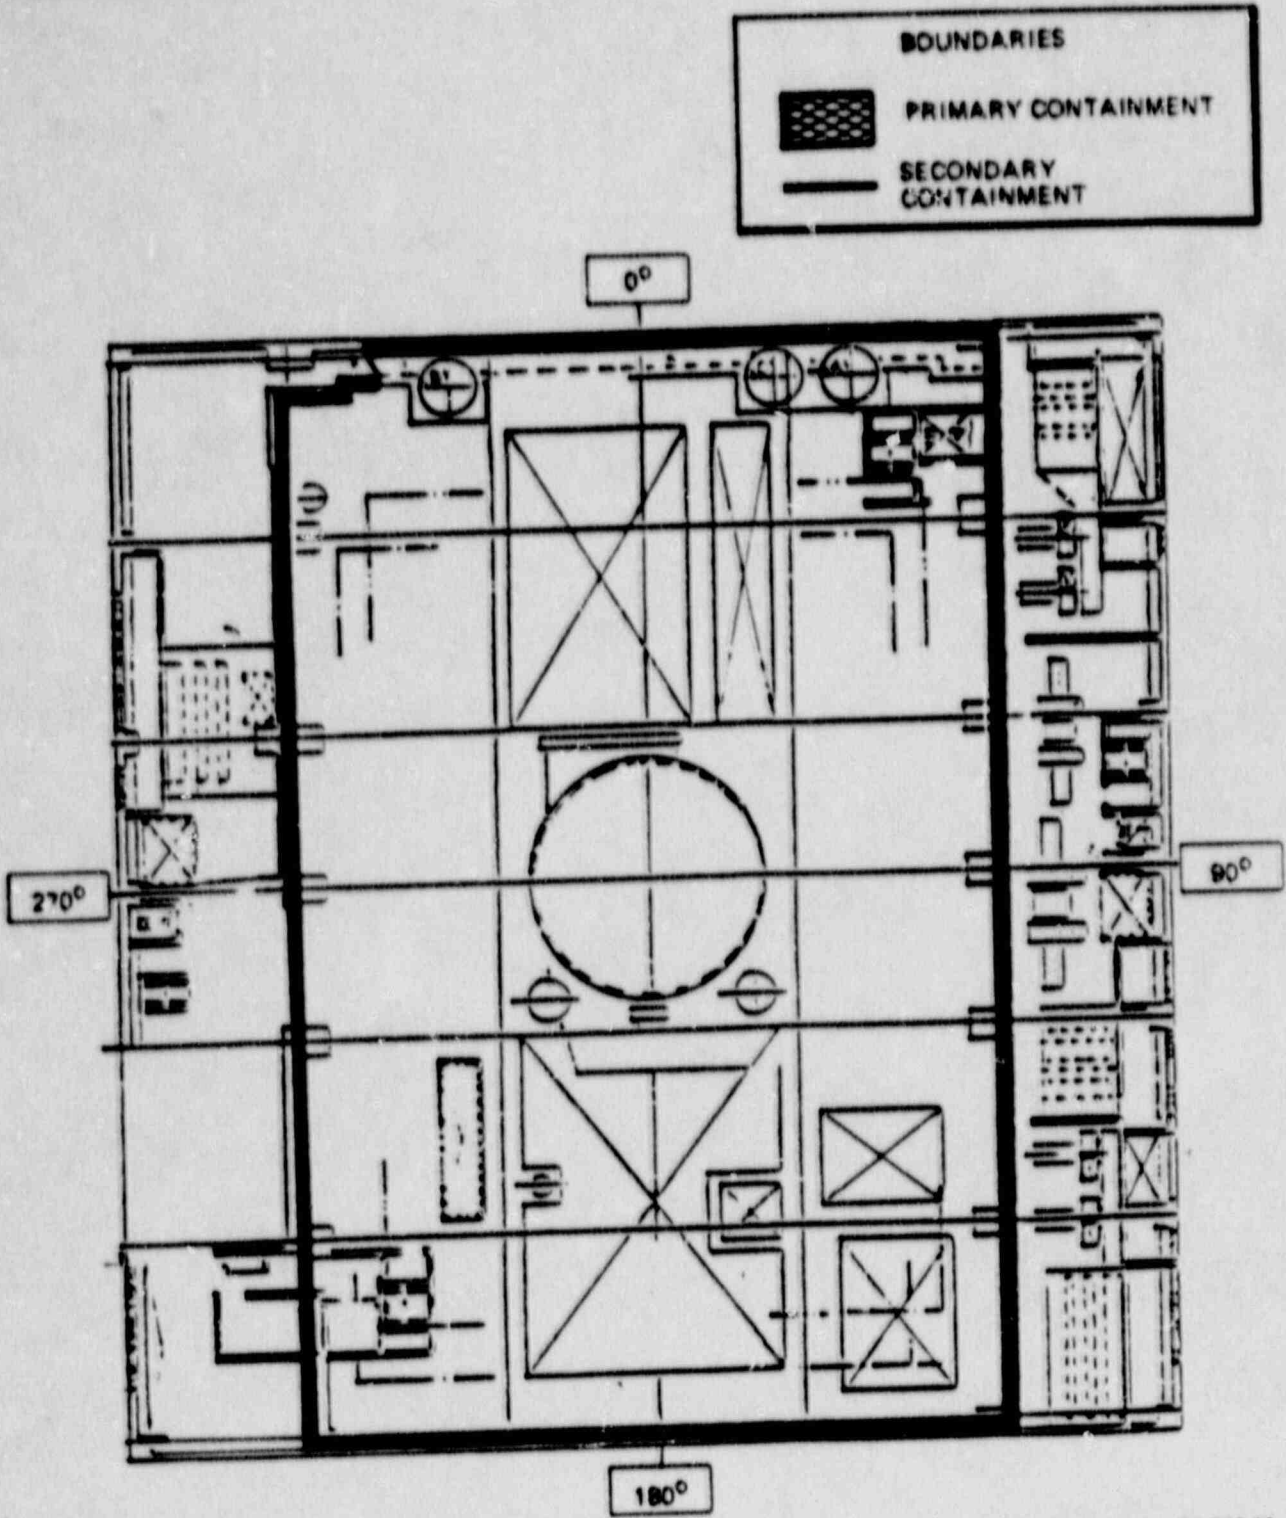 BOUNDARIES
PRIMARY CONTAINMENT
SECONDARY
CONTAINMENT
0°
270°
90°
180°